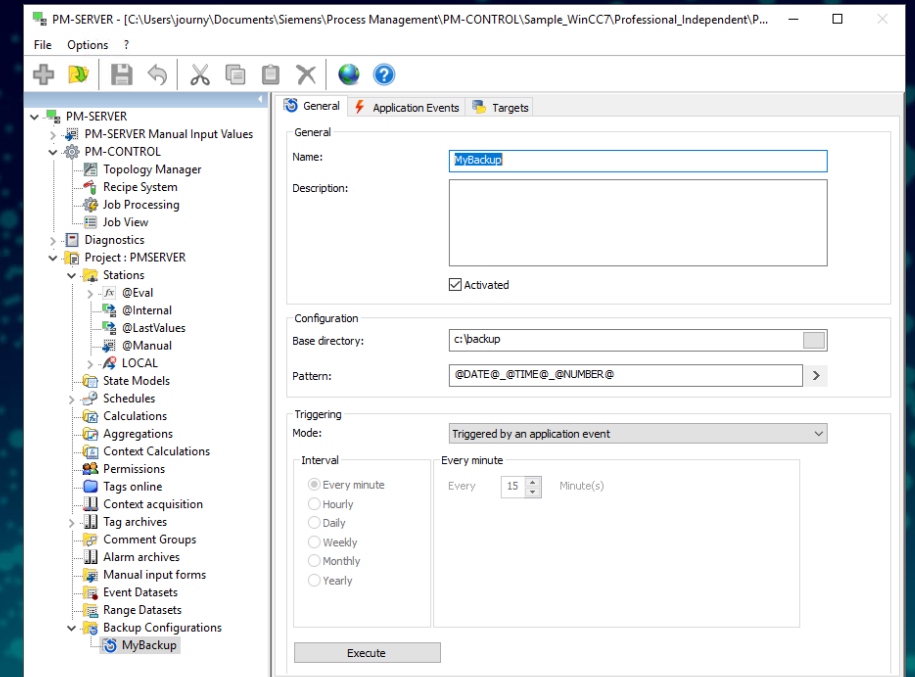 PM-SERVER - [C:\Users\journy\Documents\Siemens\Process Management\PM-CONTROL\Sample_WinCC7\Professional_Independent\P...
File Options ?
General
Application Events
Targets
PM-SERVER
PM-SERVER Manual Input Values
PM-CONTROL
Topology Manager
Recipe System
Job Processing
Job View
Diagnostics
Project : PMSERVER
Stations
fx @Eval
@Internal
@LastValues
@Manual
LOCAL
State Models
Schedules
Calculations
Aggregations
Context Calculations
Permissions
Tags online
Context acquisition
Tag archives
Comment Groups
Alarm archives
Manual input forms
Event Datasets
Range Datasets
Backup Configurations
MyBackup
General
Name: MyBackup
Description:
Activated
Configuration
Base directory: c:\backup
Pattern: @DATE@_@TIME@_@NUMBER@
Triggering
Mode: Triggered by an application event
Interval
Every minute
Hourly
Daily
Weekly
Monthly
Yearly
Every minute
Every 15 Minute(s)
Execute